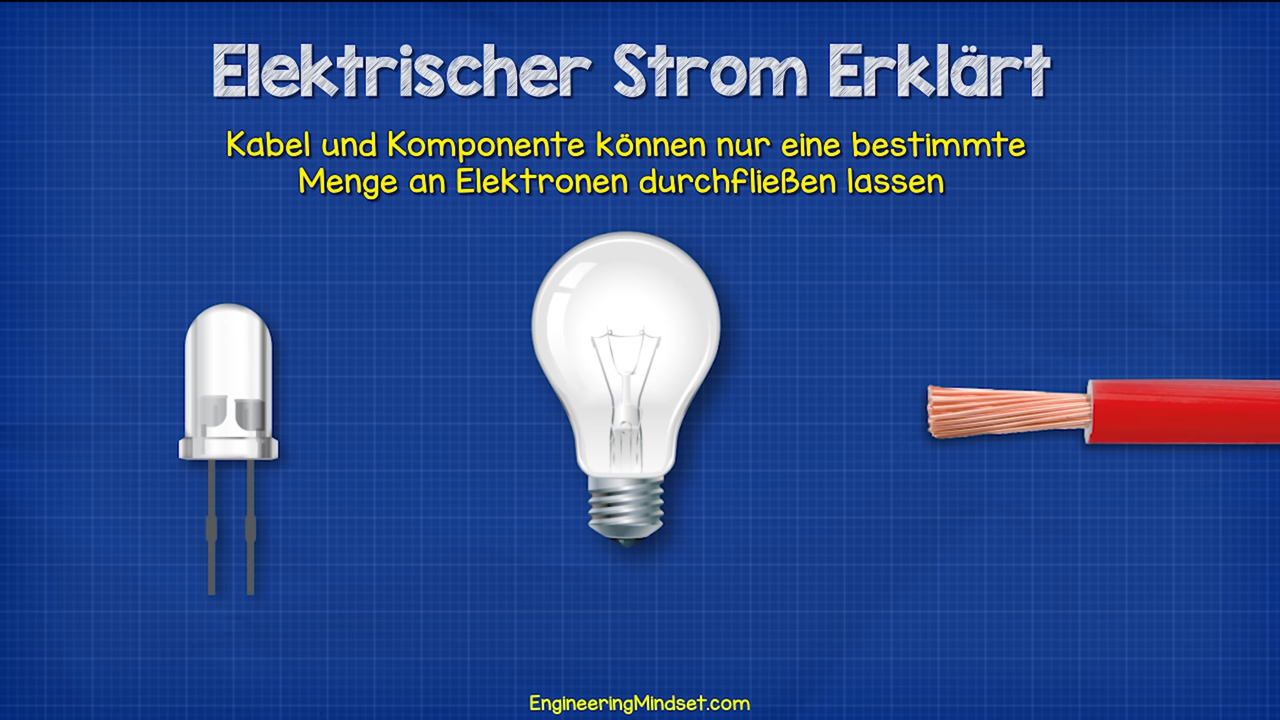 Elektrischer Strom Erklärt
Kabel und Komponente können nur eine bestimmte
Menge an Elektronen durchfließen lassen
EngineeringMindset.com